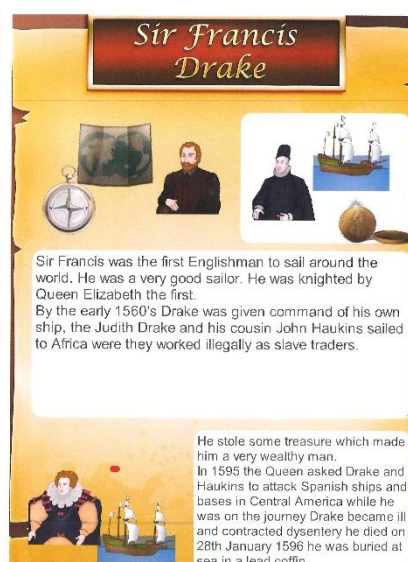 Sir Francis
Drake
Sir Francis was the first Englishman to sail around the
world. He was a very good sailor. He was knighted by
Queen Elizabeth the first.
By the early 1560's Drake was given command of his own
ship, the Judith Drake and his cousin John Haukins sailed
to Africa were they worked illegally as slave traders.
He stole some treasure which made
him a very wealthy man.
In 1595 the Queen asked Drake and
Haukins to attack Spanish ships and
bases in Central America while he
was on the journey Drake became ill
and contracted dysentery he died on
28th January 1596 he was buried at
sea in a lead coffin